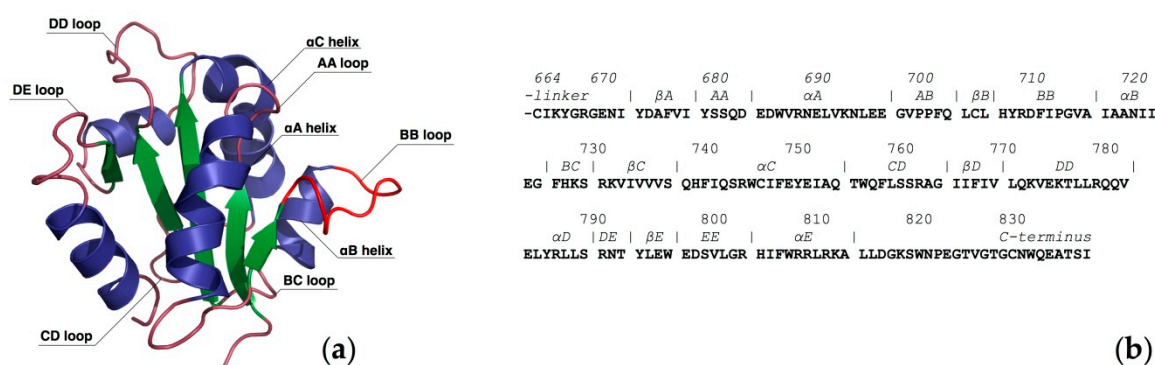 DD loop
αC helix
AA loop
DE loop
αA helix
BB loop
αB helix
BC loop
CD loop
(a)
664 670 680 690 700 710 720
-linker | βA | AA | αA | AB | βB | BB | αB
-CIKYGRGENI YDAFVI YSSQD EDWVRNELVKNLEE GVPPFQ LCL HYRDFIPGVA IAANII
730 740 750 760 770 782
| BC | βC | αC | CD | βD | DD |
EG FHKS RKVIVVVS QHFIQSRWCIFEYEIAQ TWQFLSSRAG IIFIV LQKVEKTLLRQQV
790 800 812 820 830
αD | DE | βE | EE | αE | C-terminus
ELYRLLS RNT YLEW EDSVLGR HIFWRRLRKA LLDGKSWNPEGTVGTGCNWQEATSI
(b)